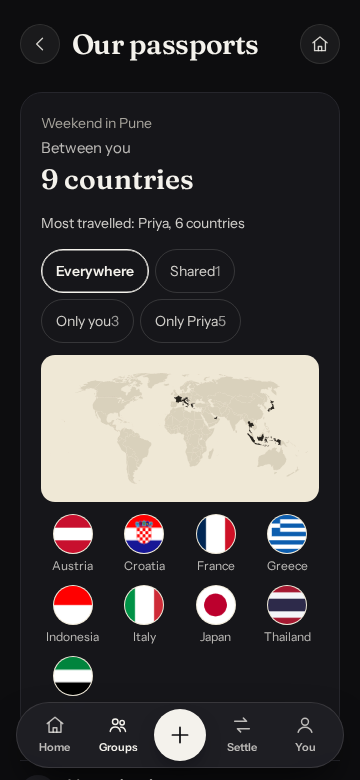 Our passports
Weekend in Pune
Between you
9 countries
Most travelled: Priya, 6 countries
Everywhere
Shared1
Only you3
Only Priya5
Austria
Croatia
France
Greece
Indonesia
Italy
Japan
Thailand
Home
Groups
Settle
You